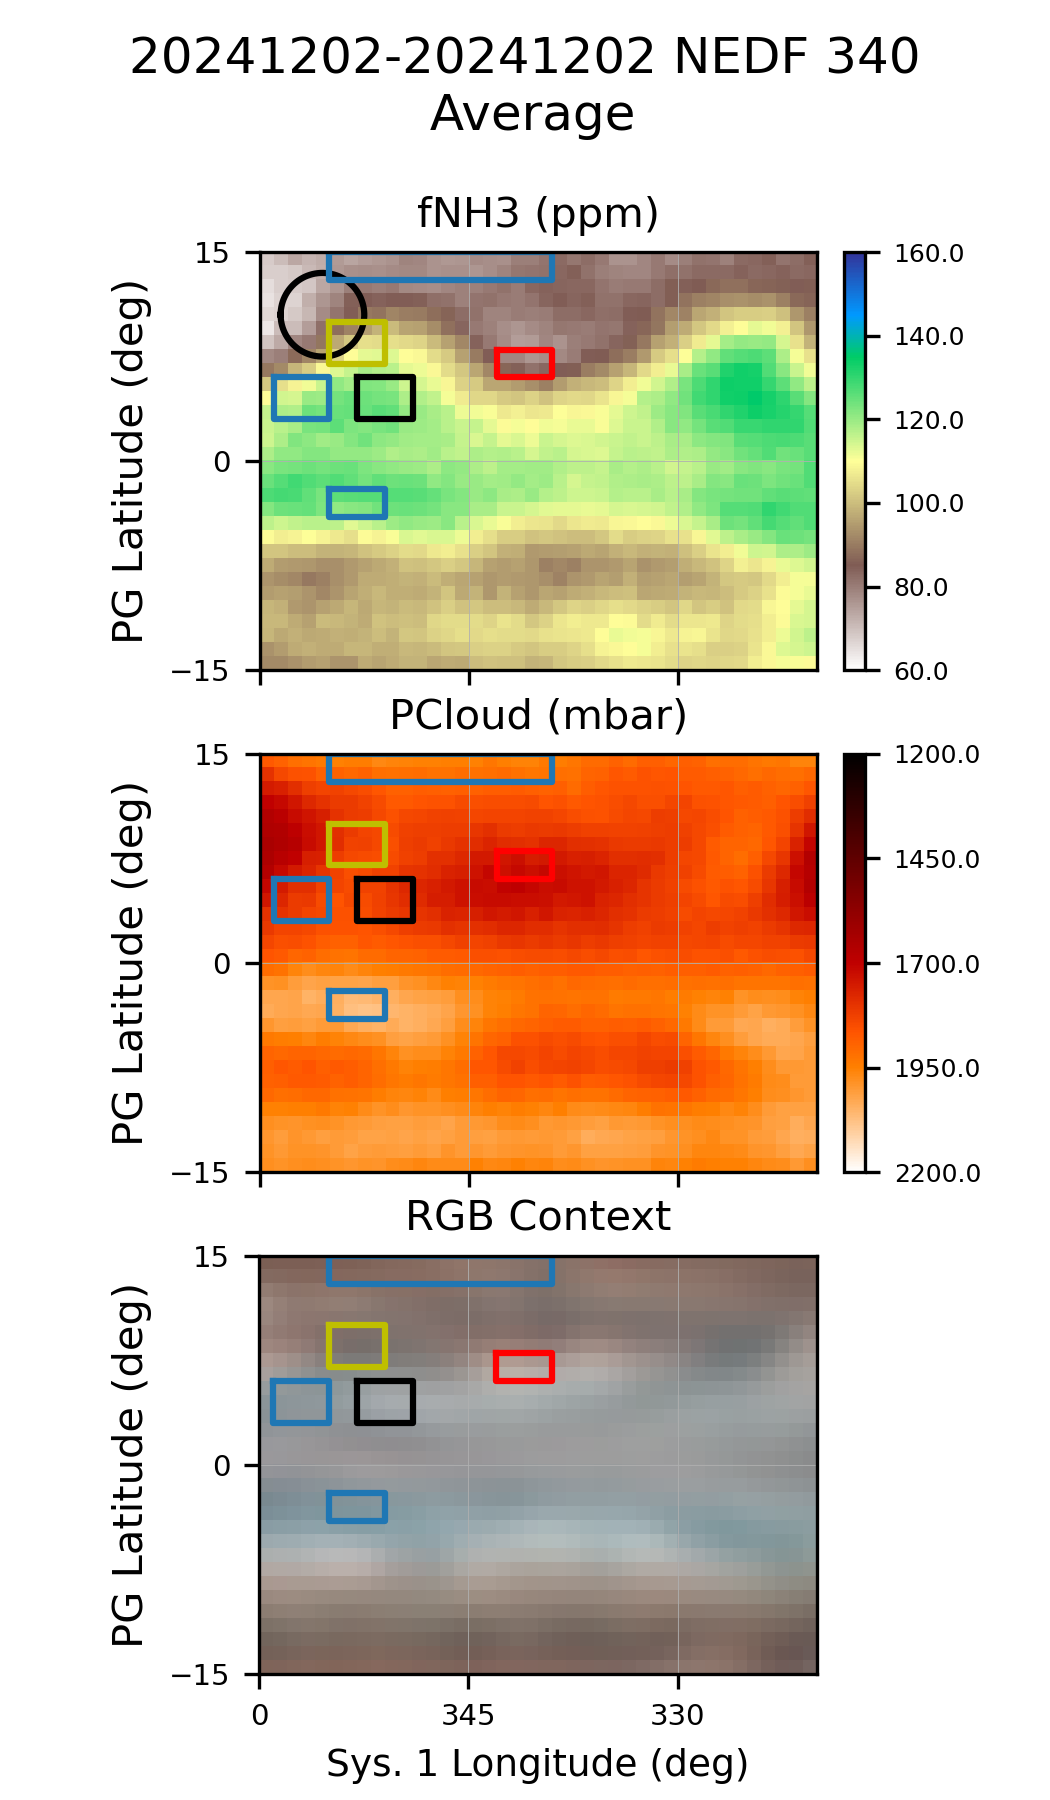 20241202-20241202 NEDF 340
Average
fNH3 (ppm)
15
0
−15
PG Latitude (deg)
160.0
140.0
120.0
100.0
80.0
60.0
PCloud (mbar)
15
0
−15
PG Latitude (deg)
1200.0
1450.0
1700.0
1950.0
2200.0
RGB Context
15
0
−15
PG Latitude (deg)
0
345
330
Sys. 1 Longitude (deg)